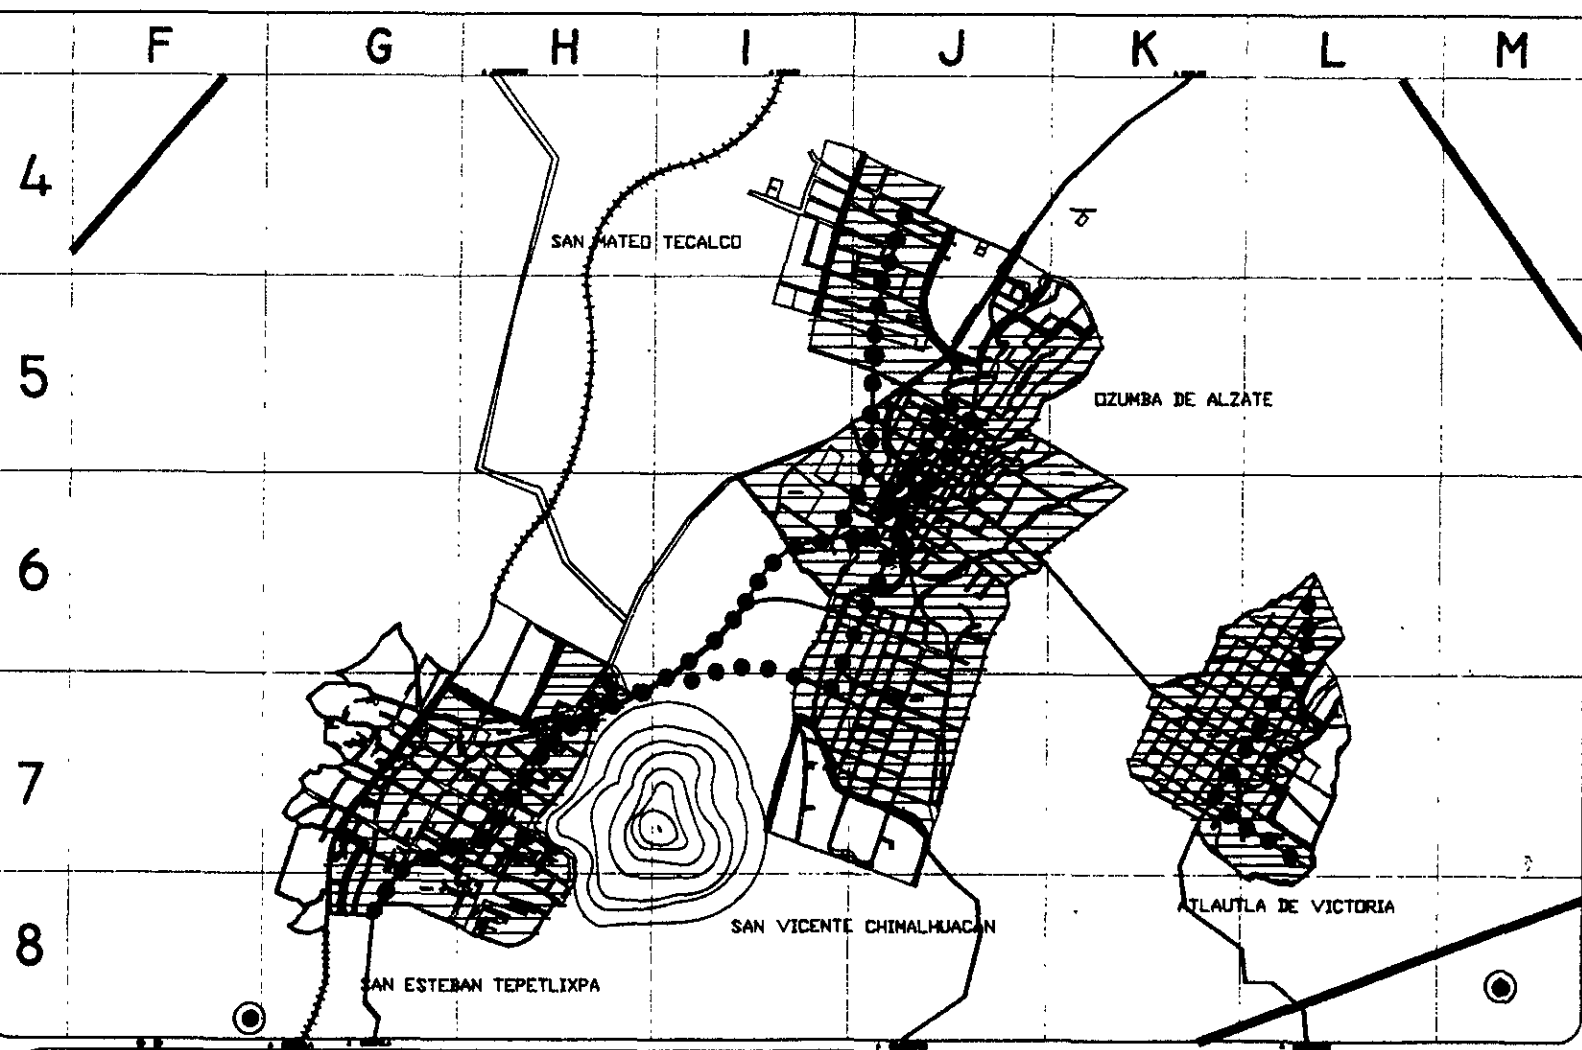 F G H I J K L M
4
SAN MATEO TECALCO
5
OZUMBA DE ALZATE
6
7
ATLAUTLA DE VICTORIA
SAN VICENTE CHIMALHUACAN
8
SAN ESTEBAN TEPETLIXPA